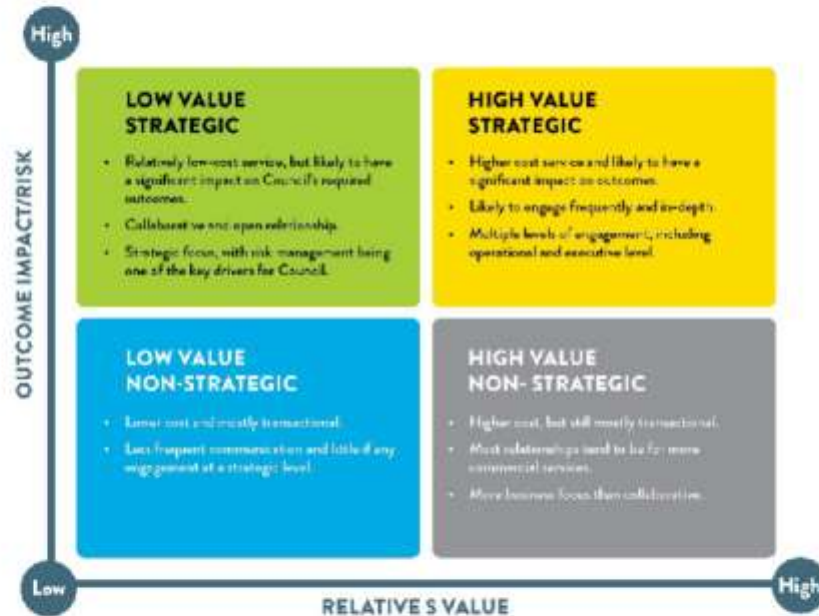 High
OUTCOME IMPACT/RISK
LOW VALUE
STRATEGIC
• Relatively low-cost service, but likely to have
a significant impact on Council's required
outcomes.
• Collaborative and open relationship.
• Strategic focus, with risk management being
one of the key drivers for Council.
HIGH VALUE
STRATEGIC
• Higher cost service and likely to have a
significant impact on outcomes.
• Likely to engage frequently and in-depth.
• Multiple levels of engagement, including
operational and executive level.
LOW VALUE
NON-STRATEGIC
• Lower cost and mostly transactional.
• Less frequent communication and little if any
engagement at a strategic level.
HIGH VALUE
NON- STRATEGIC
• Higher cost, but still mostly transactional.
• Most relationships tend to be for more
commercial services.
• More business focus than collaborative.
Low
RELATIVE $ VALUE
High